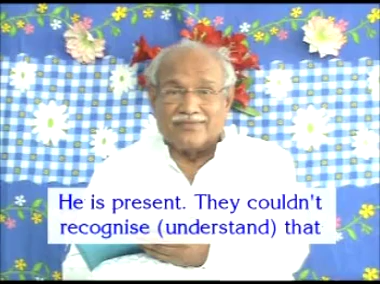 He is present. They couldn't
recognise (understand) that